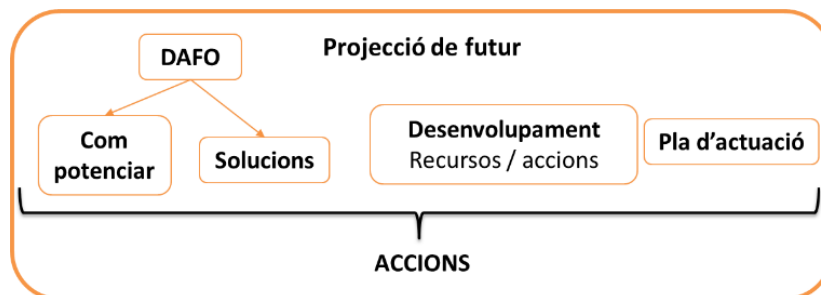 Projecció de futur
DAFO
Com
potenciar
Solucions
Desenvolupament
Recursos / accions
Pla d'actuació
ACCIONS